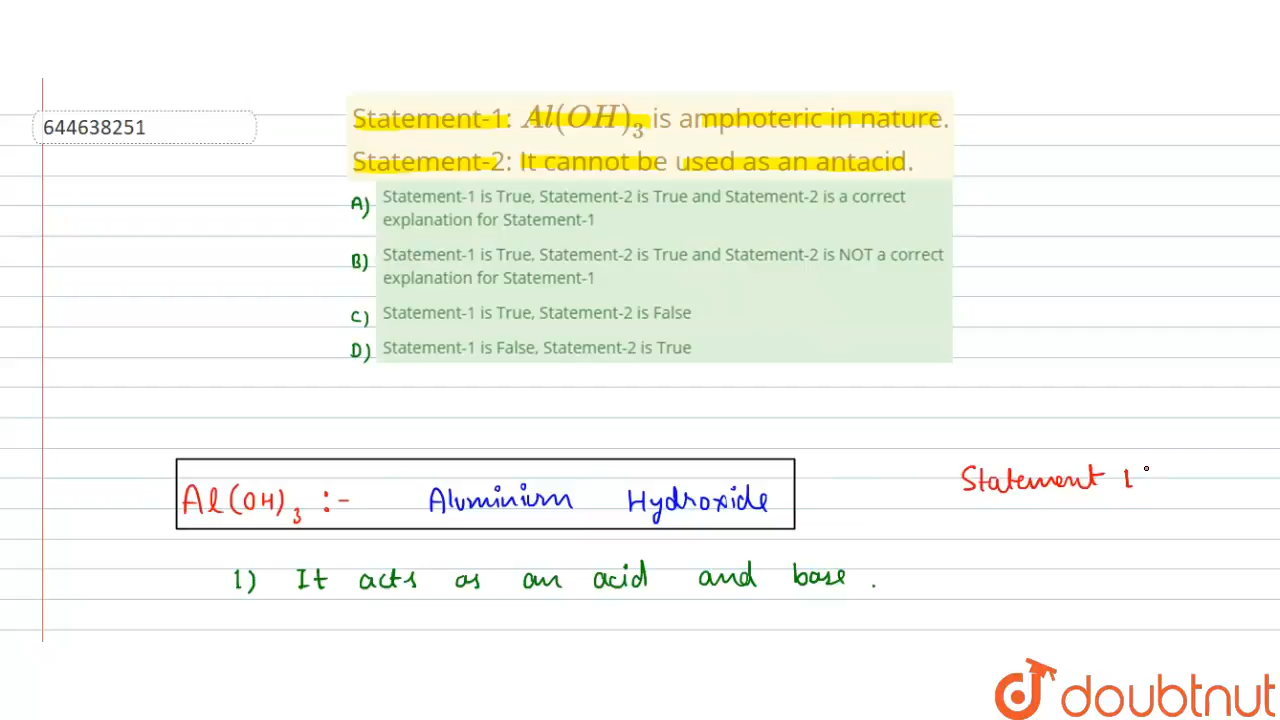 644638251
Statement-1: Al(OH)₃ is amphoteric in nature.
Statement-2: It cannot be used as an antacid.
A) Statement-1 is True, Statement-2 is True and Statement-2 is a correct
explanation for Statement-1
B) Statement-1 is True, Statement-2 is True and Statement-2 is NOT a correct
explanation for Statement-1
C) Statement-1 is True, Statement-2 is False
D) Statement-1 is False, Statement-2 is True
Al(OH)₃ :- Aluminium Hydroxide
Statement 1
1) It acts as an acid and base .
doubtnut